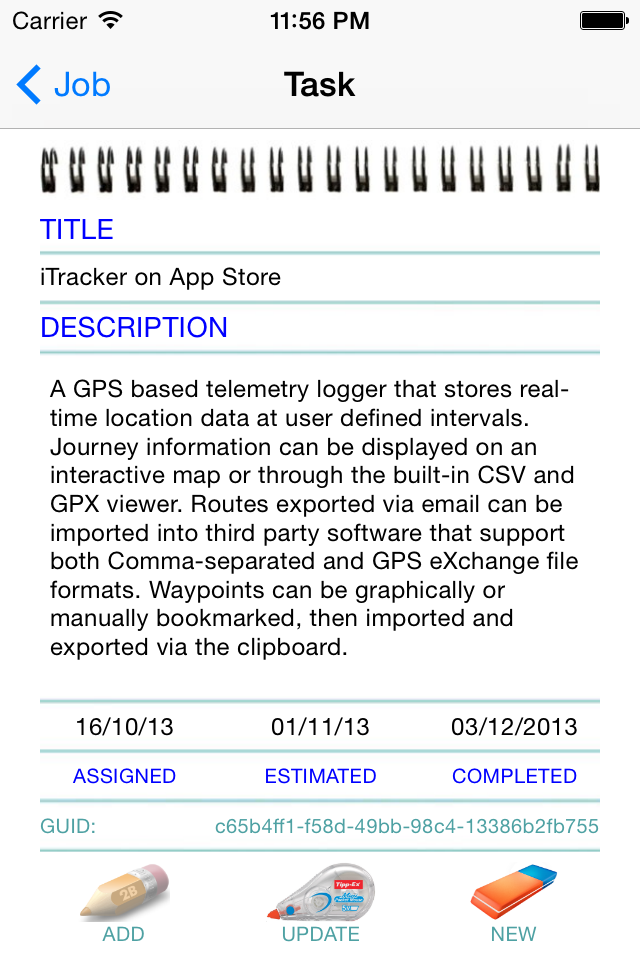 Carrier 11:56 PM
Job Task
TITLE
iTracker on App Store
DESCRIPTION
A GPS based telemetry logger that stores real-
time location data at user defined intervals.
Journey information can be displayed on an
interactive map or through the built-in CSV and
GPX viewer. Routes exported via email can be
imported into third party software that support
both Comma-separated and GPS eXchange file
formats. Waypoints can be graphically or
manually bookmarked, then imported and
exported via the clipboard.
16/10/13 01/11/13 03/12/2013
ASSIGNED ESTIMATED COMPLETED
GUID: c65b4ff1-f58d-49bb-98c4-13386b2fb755
2B Tipp-Ex
ADD UPDATE NEW